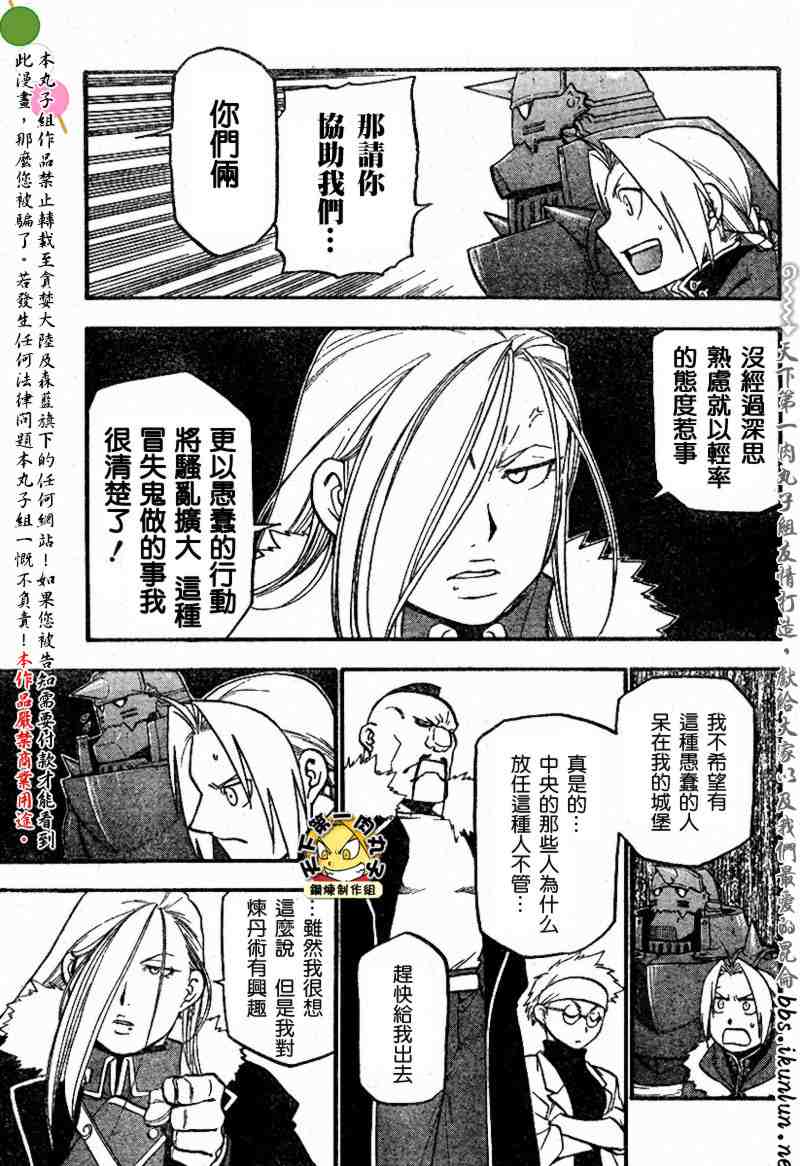 那請你
協助我們…
你們倆
沒經過深思
熟慮就以輕率
的態度惹事
更以愚蠢的行動
將騷亂擴大 這種
冒失鬼做的事我
很清楚了！
我不希望有
這種愚蠢的人
呆在我的城堡
真是的…
中央的那些人為什么
放任這種人不管…
趕快給我出去
…雖然我很想
這麼說 但是我對
煉丹術有興趣
天下第一肉丸子
鋼煉制作組
本丸子組作品禁止轉載至貪婪大陸及森藍旗下的任何網站！如果您被告知需要付款才能看到
此漫畫，那麼您被騙了。若發生任何法律问題本丸子組一慨不負責！本作品嚴禁商業用途。
天下第一肉丸子組友情打造，獻給大家以及我們最愛的昆侖 bbs.ikunlun.net